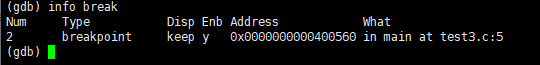 (gdb) info break
Num     Type           Disp Enb Address            What
2       breakpoint     keep y   0x0000000000400560 in main at test3.c:5
(gdb)